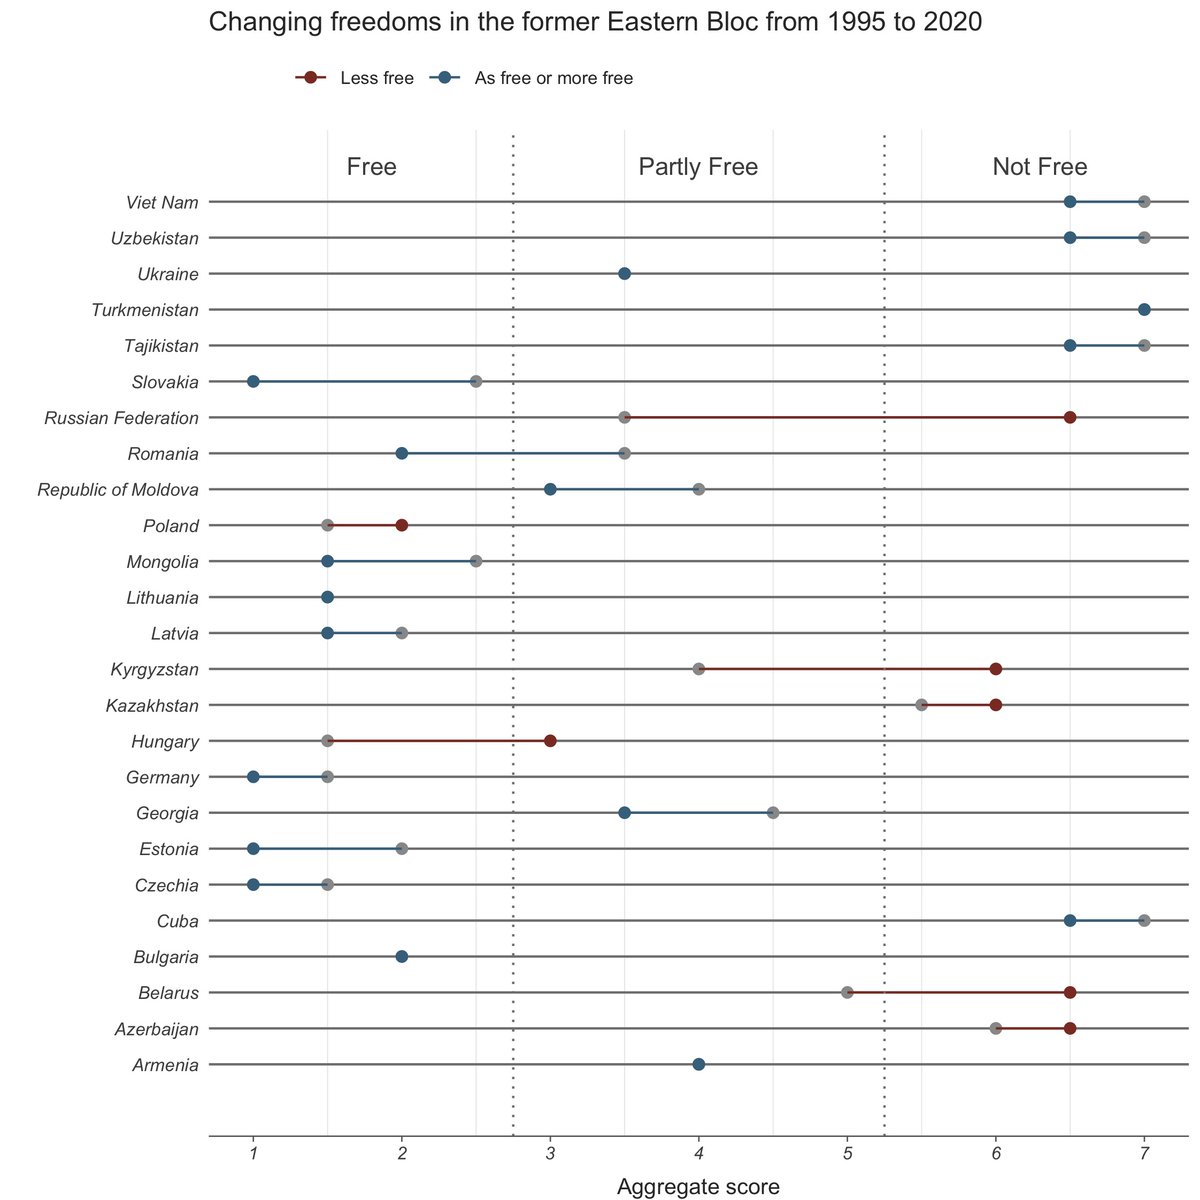 Changing freedoms in the former Eastern Bloc from 1995 to 2020
Less free As free or more free
Free Partly Free Not Free
Viet Nam
Uzbekistan
Ukraine
Turkmenistan
Tajikistan
Slovakia
Russian Federation
Romania
Republic of Moldova
Poland
Mongolia
Lithuania
Latvia
Kyrgyzstan
Kazakhstan
Hungary
Germany
Georgia
Estonia
Czechia
Cuba
Bulgaria
Belarus
Azerbaijan
Armenia
1 2 3 4 5 6 7
Aggregate score